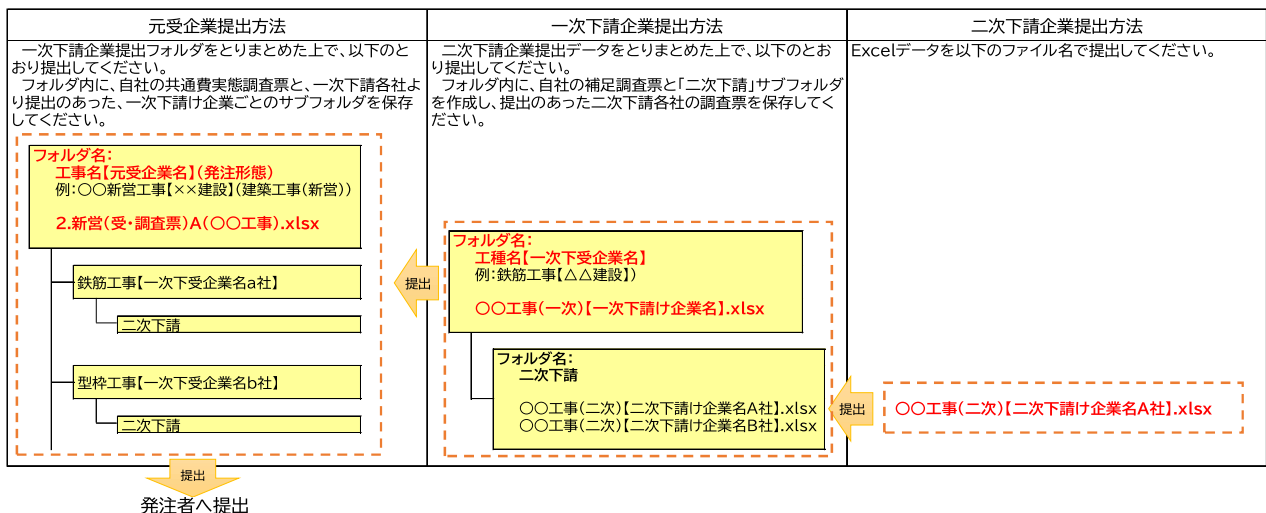 元受企業提出方法
一次下請企業提出フォルダをとりまとめた上で、以下のと
おり提出してください。
フォルダ内に、自社の共通費実態調査票と、一次下請各社よ
り提出のあった、一次下請け企業ごとのサブフォルダを保存
してください。
フォルダ名：
工事名【元受企業名】(発注形態)
例：〇〇新営工事【××建設】(建築工事(新営))
2.新営(受・調査票)A(〇〇工事).xlsx
鉄筋工事【一次下受企業名a社】
二次下請
型枠工事【一次下受企業名b社】
二次下請
提出
発注者へ提出
一次下請企業提出方法
二次下請企業提出データをとりまとめた上で、以下のとお
り提出してください。
フォルダ内に、自社の補足調査票と「二次下請」サブフォルダ
を作成し、提出のあった二次下請各社の調査票を保存してく
ださい。
提出
フォルダ名：
工種名【一次下受企業名】
例：鉄筋工事【△△建設】)
〇〇工事(一次)【一次下請け企業名】.xlsx
フォルダ名：
二次下請
〇〇工事(二次)【二次下請け企業名A社】.xlsx
〇〇工事(二次)【二次下請け企業名B社】.xlsx
二次下請企業提出方法
Excelデータを以下のファイル名で提出してください。
提出
〇〇工事(二次)【二次下請け企業名A社】.xlsx